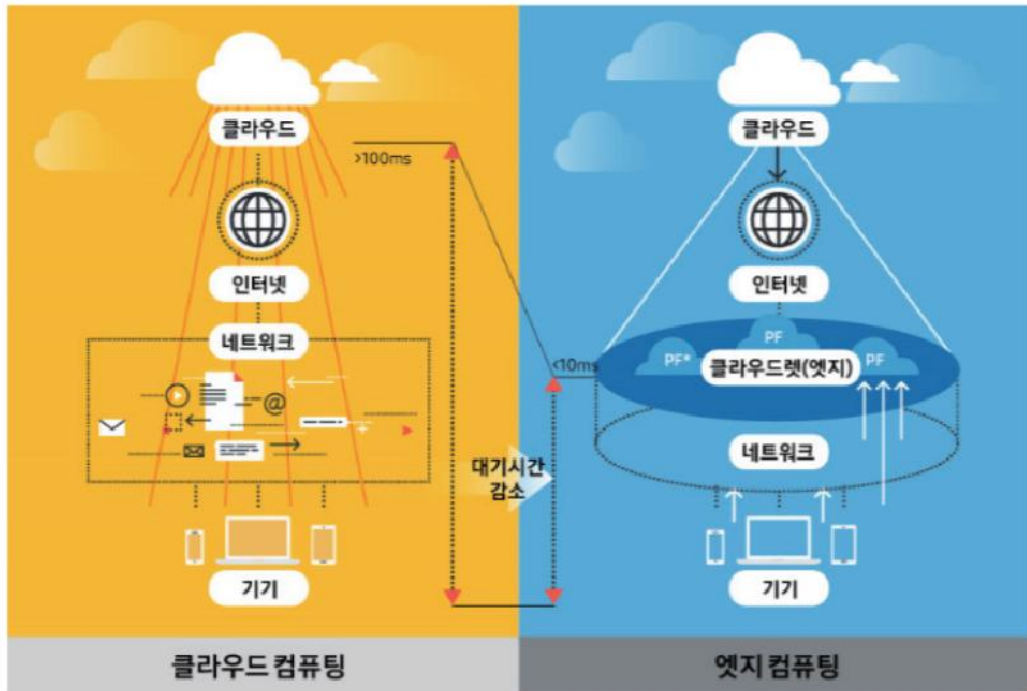 클라우드
>100ms
인터넷
네트워크
@
대기시간
감소
기기
클라우드 컴퓨팅
클라우드
인터넷
PF
PF*
PF
<10ms
클라우드렛(엣지)
네트워크
기기
엣지 컴퓨팅